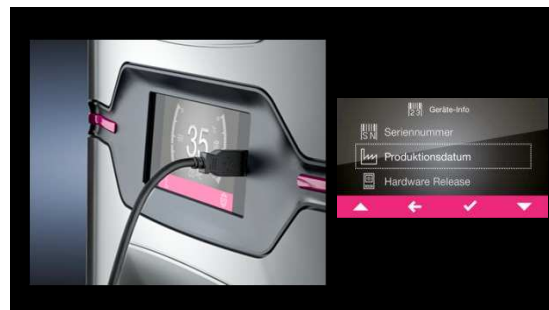 35
Geräte-Info
Seriennummer
Produktionsdatum
Hardware Release